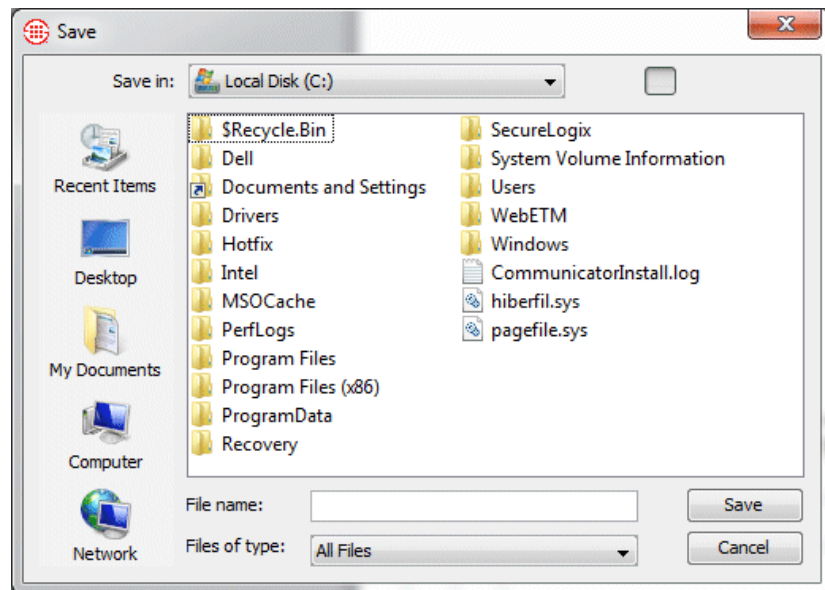 Save
Save in:
Local Disk (C:)
Recent Items
Desktop
My Documents
Computer
Network
$Recycle.Bin
Dell
Documents and Settings
Drivers
Hotfix
Intel
MSOCache
PerfLogs
Program Files
Program Files (x86)
ProgramData
Recovery
SecureLogix
System Volume Information
Users
WebETM
Windows
CommunicatorInstall.log
hiberfil.sys
pagefile.sys
File name:
Save
Files of type:
All Files
Cancel